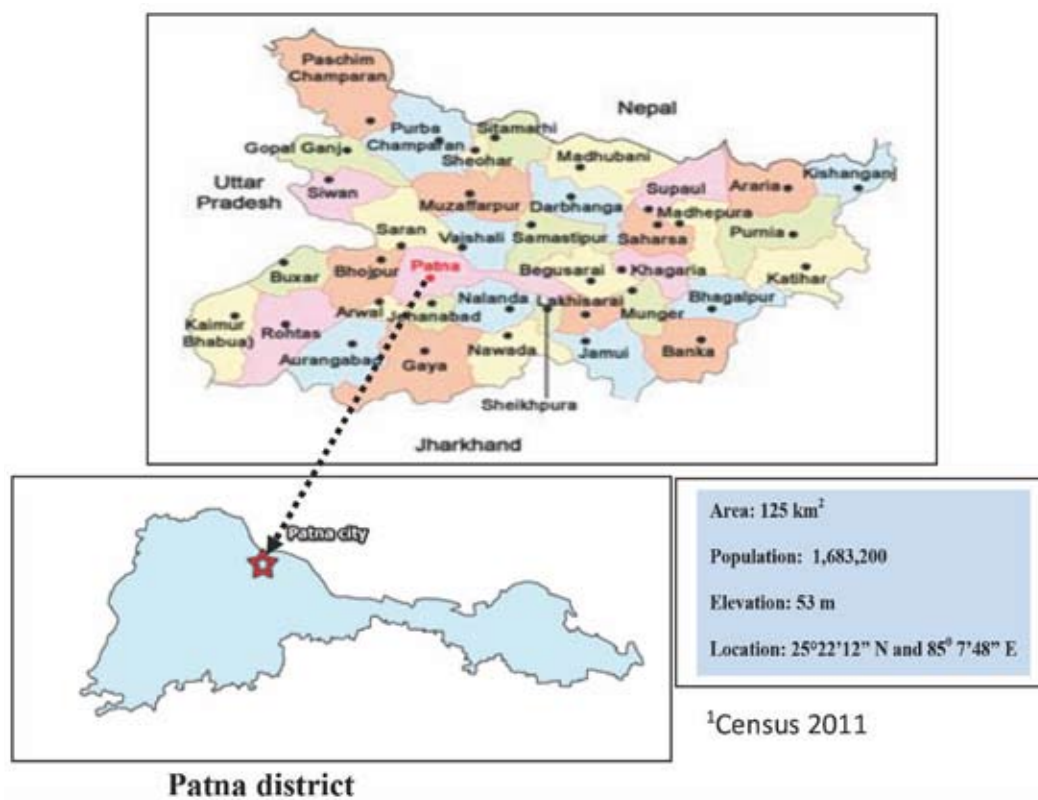 Paschim
Champaran
Nepal
Purba
Champaran
Sitamarhi
Gopal Ganj
Sheohar
Madhubani
Kishanganj
Uttar
Pradesh
Siwan
Supaul
Araria
Muzaffarpur
Darbhanga
Madhepura
Saran
Vaishali
Samastipur
Saharsa
Purnia
Buxar
Bhojpur
Patna
Begusarai
Khagaria
Katihar
Arwal
Jehanabad
Nalanda
Lakhisarai
Munger
Bhagalpur
Kaimur
Bhabua)
Rohtas
Aurangabad
Gaya
Nawada
Jamui
Banka
Sheikhpura
Jharkhand
Patna city
Area: 125 km²
Population: 1,683,200
Elevation: 53 m
Location: 25°22’12” N and 85⁰ 7’48” E
¹Census 2011
Patna district